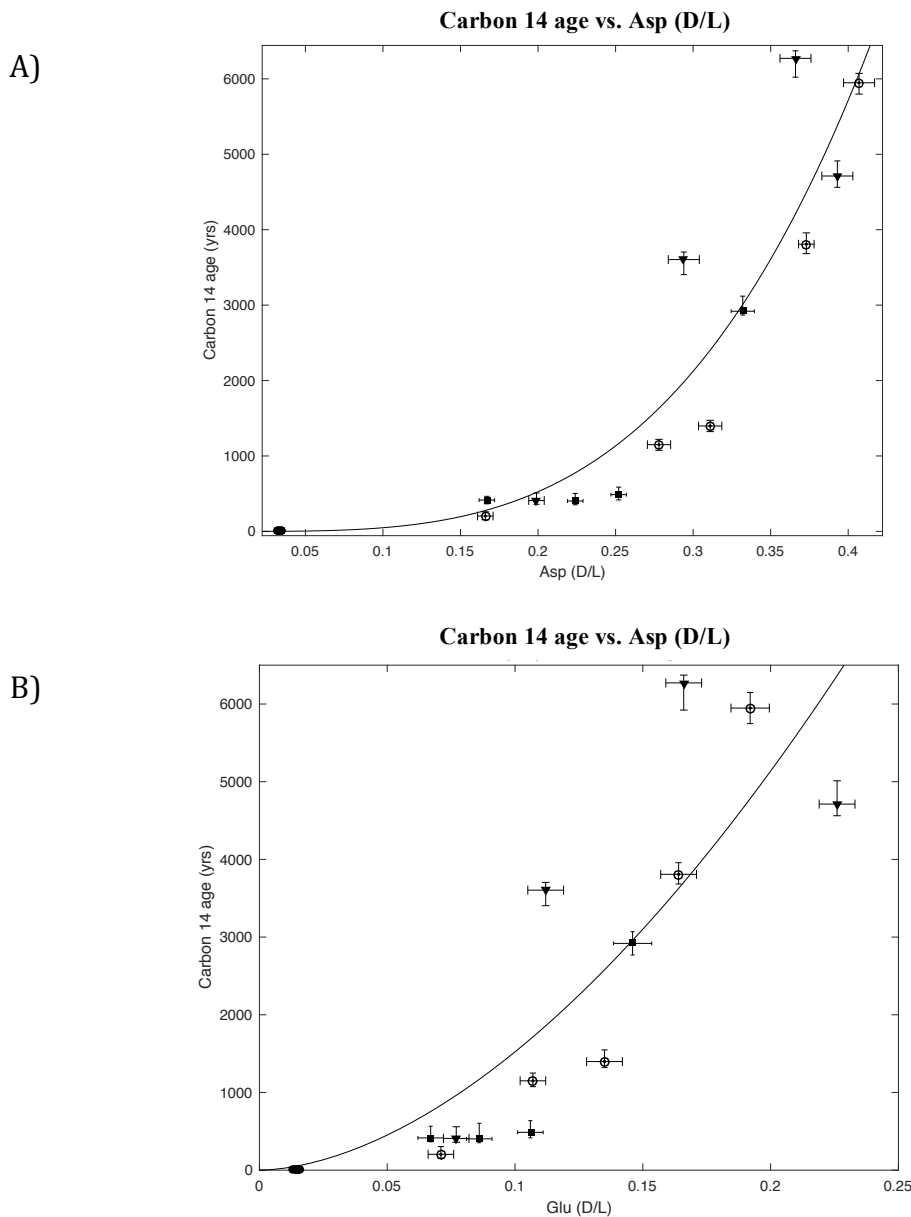 Carbon 14 age vs. Asp (D/L)
A)
6000
5000
4000
3000
2000
1000
0
Carbon 14 age (yrs)
0.05 0.1 0.15 0.2 0.25 0.3 0.35 0.4
Asp (D/L)
Carbon 14 age vs. Asp (D/L)
B)
6000
5000
4000
3000
2000
1000
0
Carbon 14 age (yrs)
0 0.05 0.1 0.15 0.2 0.25
Glu (D/L)